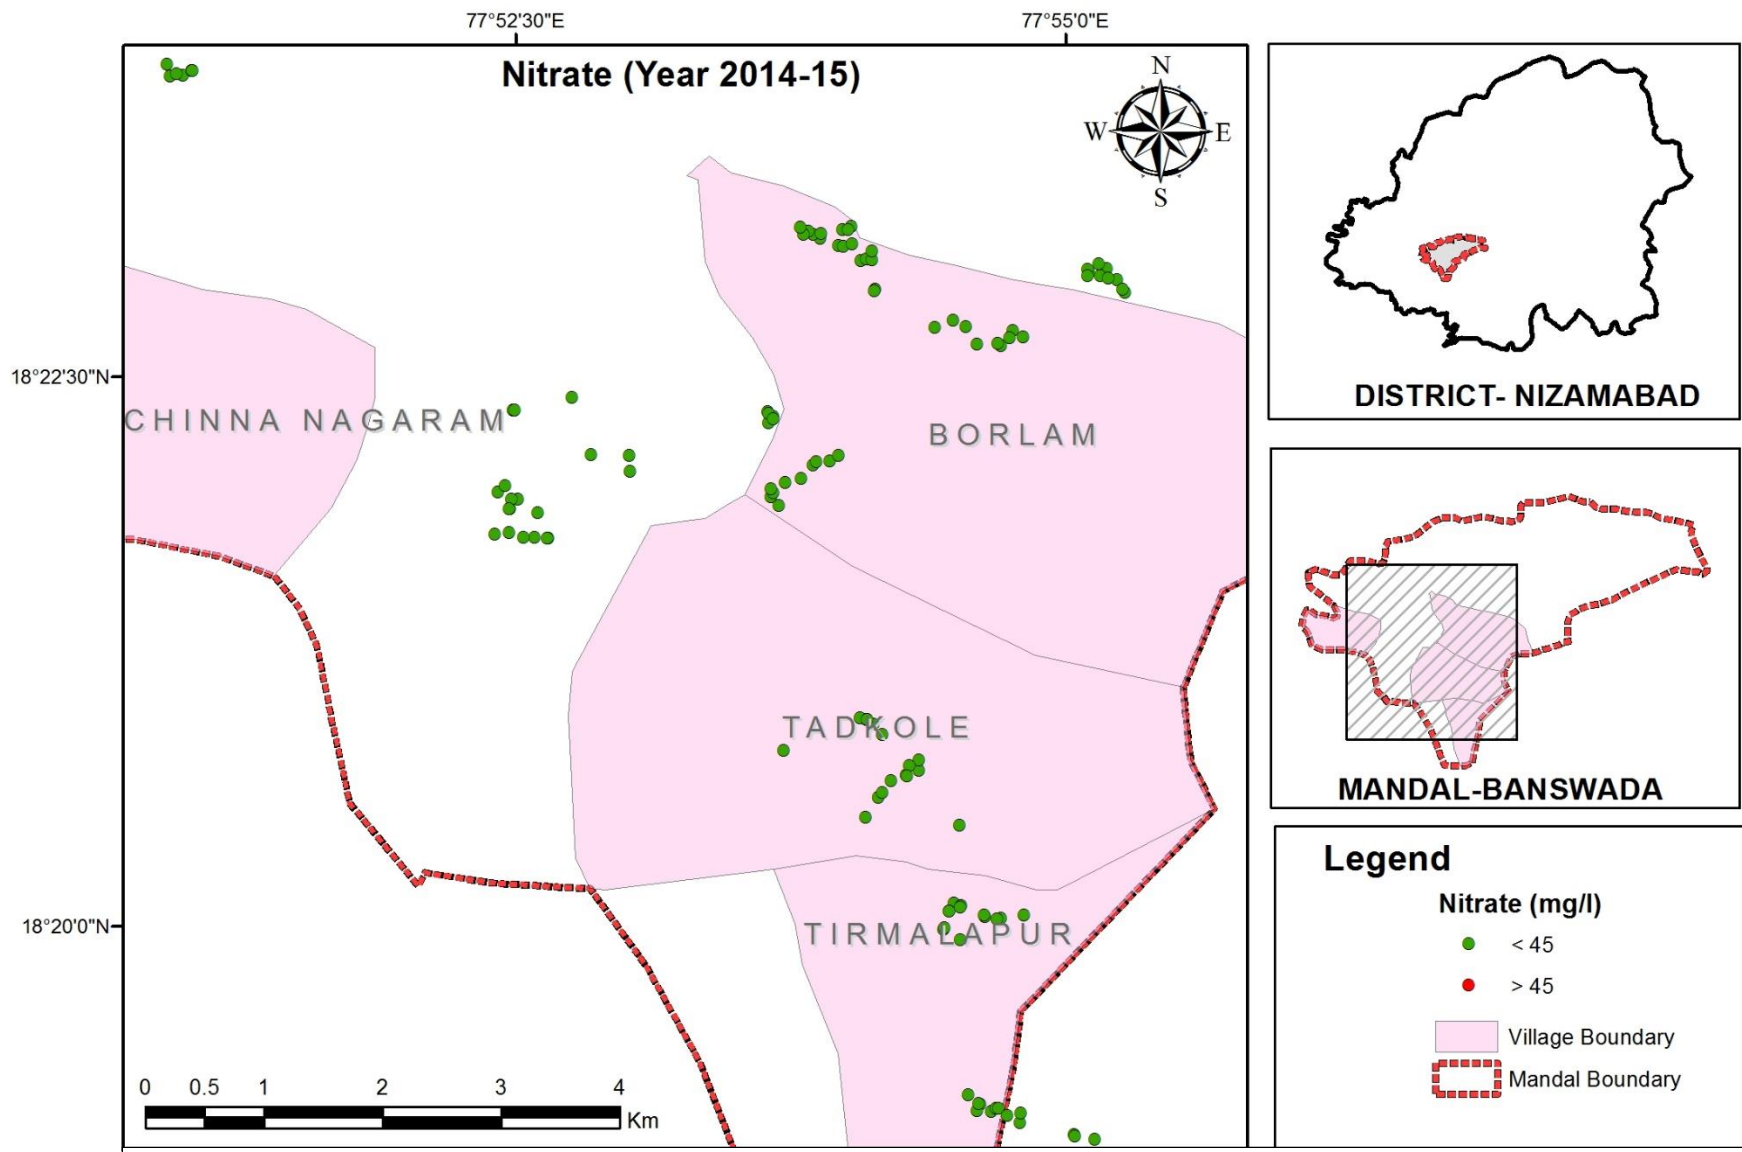 77°52'30"E
77°55'0"E
Nitrate (Year 2014-15)
N
W
E
S
18°22'30"N
CHINNA NAGARAM
BORLAM
TADKOLE
18°20'0"N
TIRMALAPUR
0 0.5 1 2 3 4
Km
DISTRICT- NIZAMABAD
MANDAL-BANSWADA
Legend
Nitrate (mg/l)
< 45
> 45
Village Boundary
Mandal Boundary